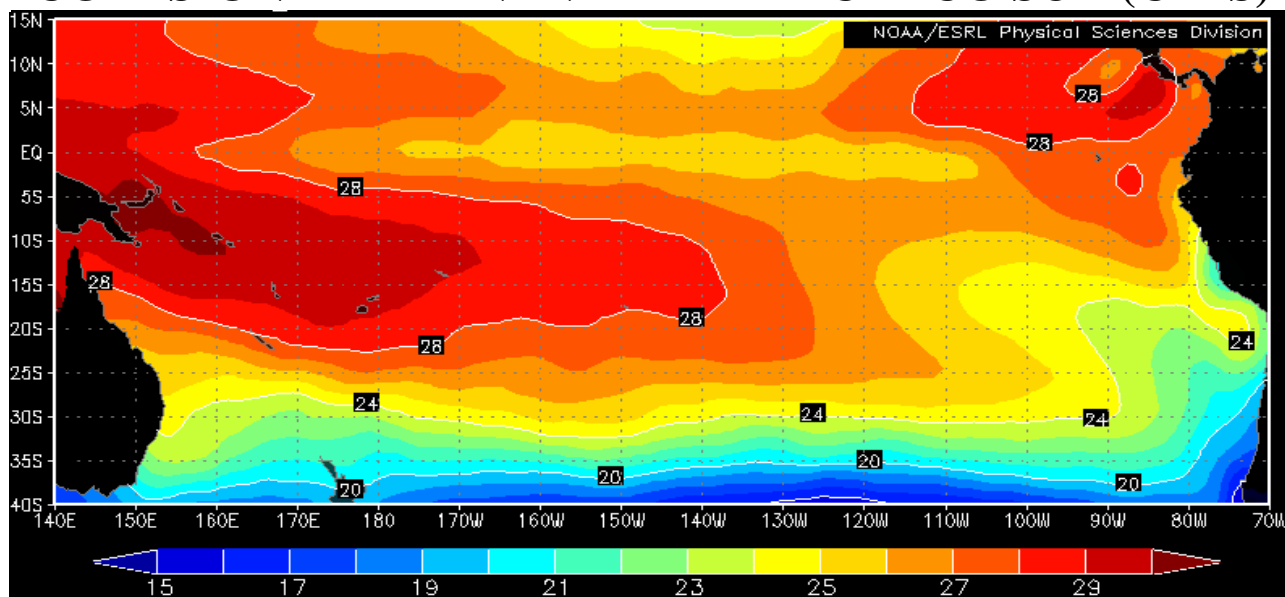 NOAA/ESRL Physical Sciences Division
15N
10N
28
5N
28
EQ
28
5S
10S
28
15S
28
20S
28
24
25S
24
24
24
30S
35S
20
20
20
20
40S
140E 150E 160E 170E 180 170W 160W 150W 140W 130W 120W 110W 100W 90W 80W 70W
15 17 19 21 23 25 27 29